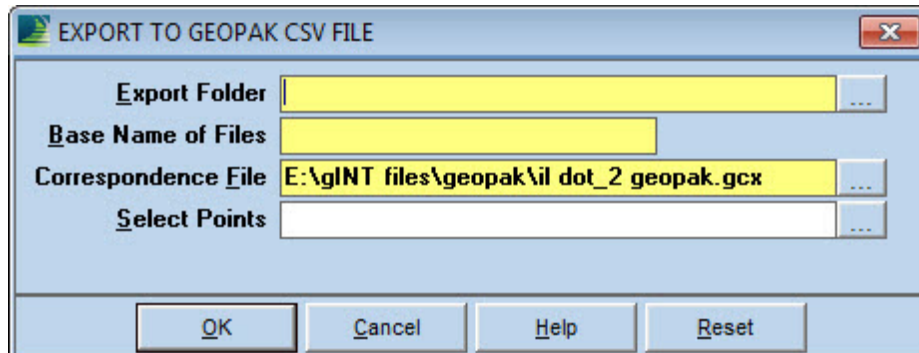 EXPORT TO GEOPAK CSV FILE
Export Folder
...
Base Name of Files
Correspondence File E:\gINT files\geopak\il dot_2 geopak.gcx ...
Select Points
...
OK Cancel Help Reset